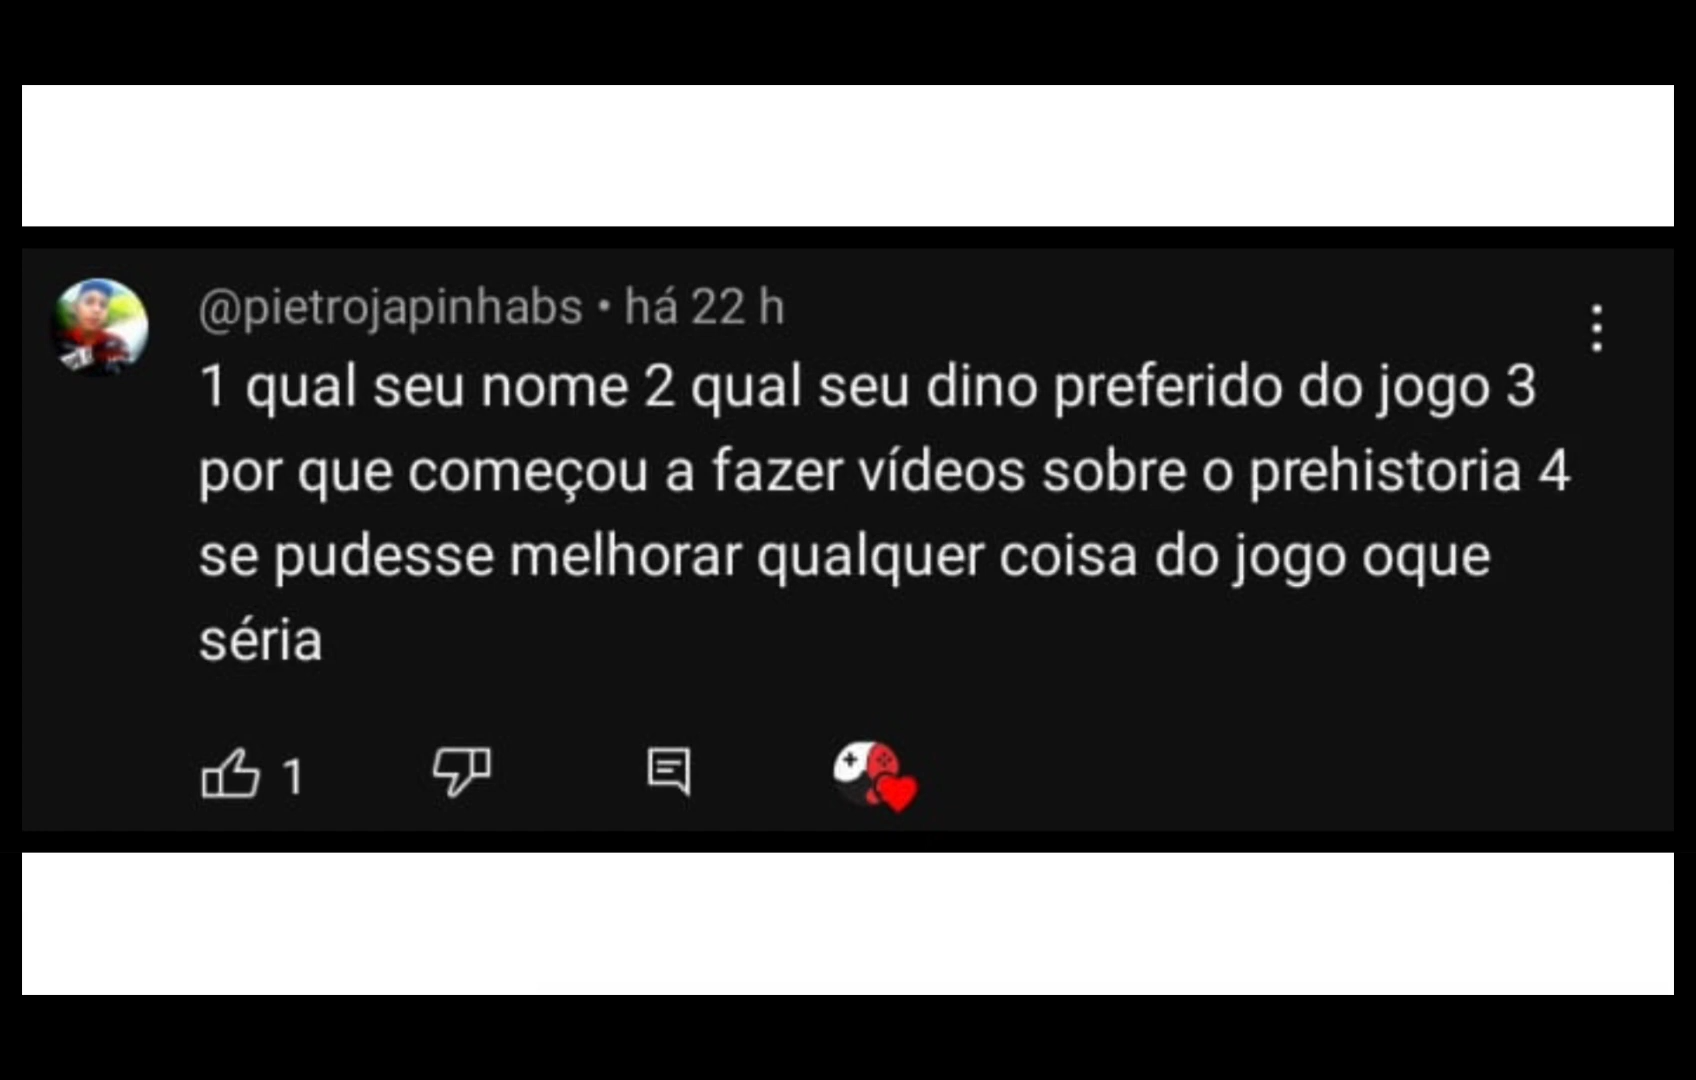 @pietrojapinhabs • há 22 h
1 qual seu nome 2 qual seu dino preferido do jogo 3
por que começou a fazer vídeos sobre o prehistoria 4
se pudesse melhorar qualquer coisa do jogo oque
séria
1